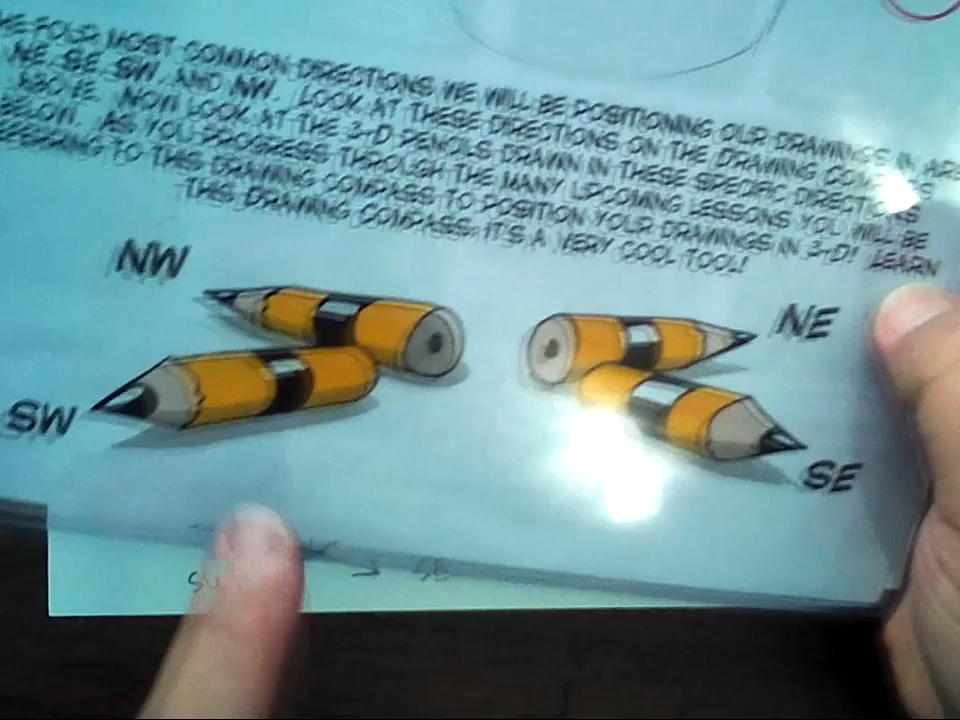 FOUR MOST COMMON DIRECTIONS WE WILL BE POSITIONING OUR DRAWINGS IN ARE
NE, SE, SW, AND NW. LOOK AT THESE DIRECTIONS ON THE DRAWING
ABOVE. NOW LOOK AT THE 3-D PENCILS DRAWN IN THESE SPECIFIC DIRECTIONS
BELOW. AS YOU PROGRESS THROUGH THE MANY UPCOMING LESSONS YOU WILL BE
TO THIS DRAWING COMPASS TO POSITION YOUR DRAWINGS IN 3-D! LEARN
THIS DRAWING COMPASS: IT'S A VERY COOL TOOL!
NW
NE
SW
SE